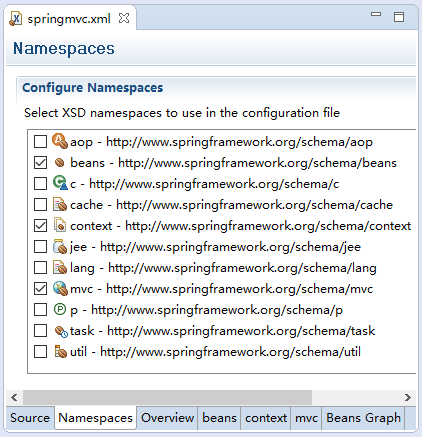 springmvc.xml
Namespaces
Configure Namespaces
Select XSD namespaces to use in the configuration file
aop - http://www.springframework.org/schema/aop
beans - http://www.springframework.org/schema/beans
c - http://www.springframework.org/schema/c
cache - http://www.springframework.org/schema/cache
context - http://www.springframework.org/schema/context
jee - http://www.springframework.org/schema/jee
lang - http://www.springframework.org/schema/lang
mvc - http://www.springframework.org/schema/mvc
p - http://www.springframework.org/schema/p
task - http://www.springframework.org/schema/task
util - http://www.springframework.org/schema/util
Source Namespaces Overview beans context mvc Beans Graph